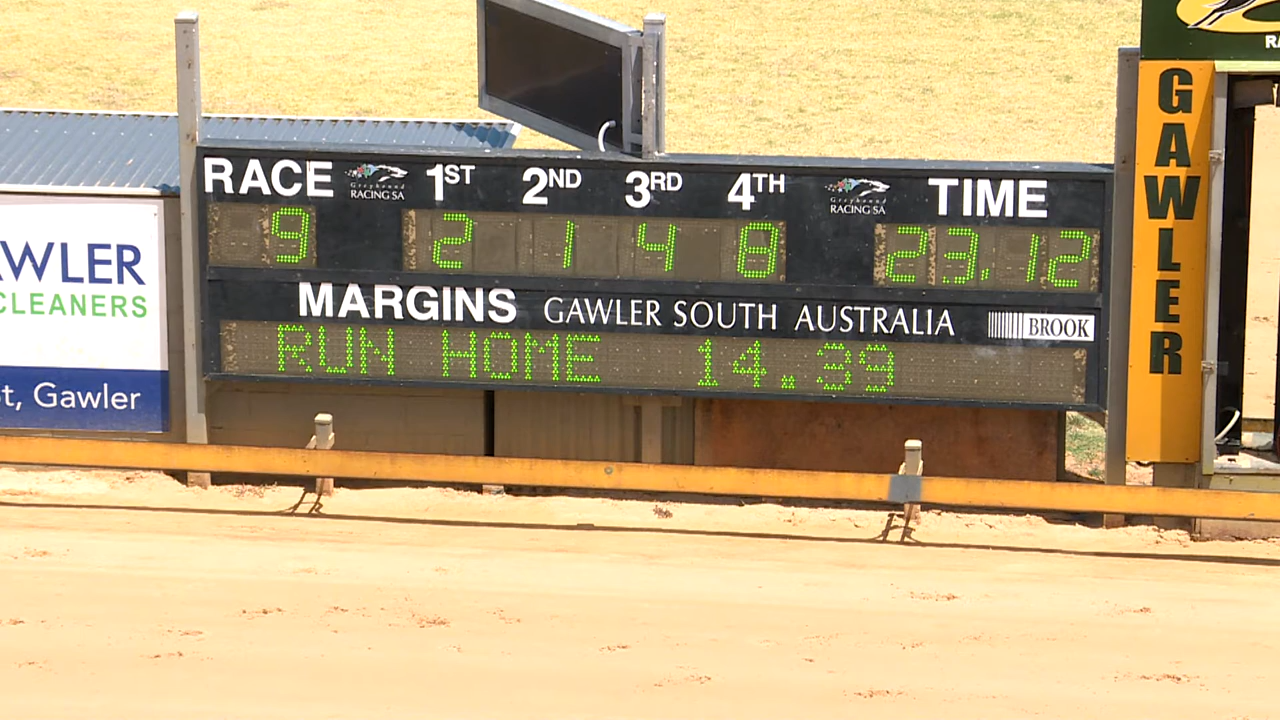 RACE
Greyhound
RACING SA
1ST 2ND 3RD 4TH
Greyhound
RACING SA
TIME
9 2 1 4 8 23.12
MARGINS GAWLER SOUTH AUSTRALIA BROOK
RUN HOME 14.39
AWLER
CLEANERS
t, Gawler
RA
GAWLER